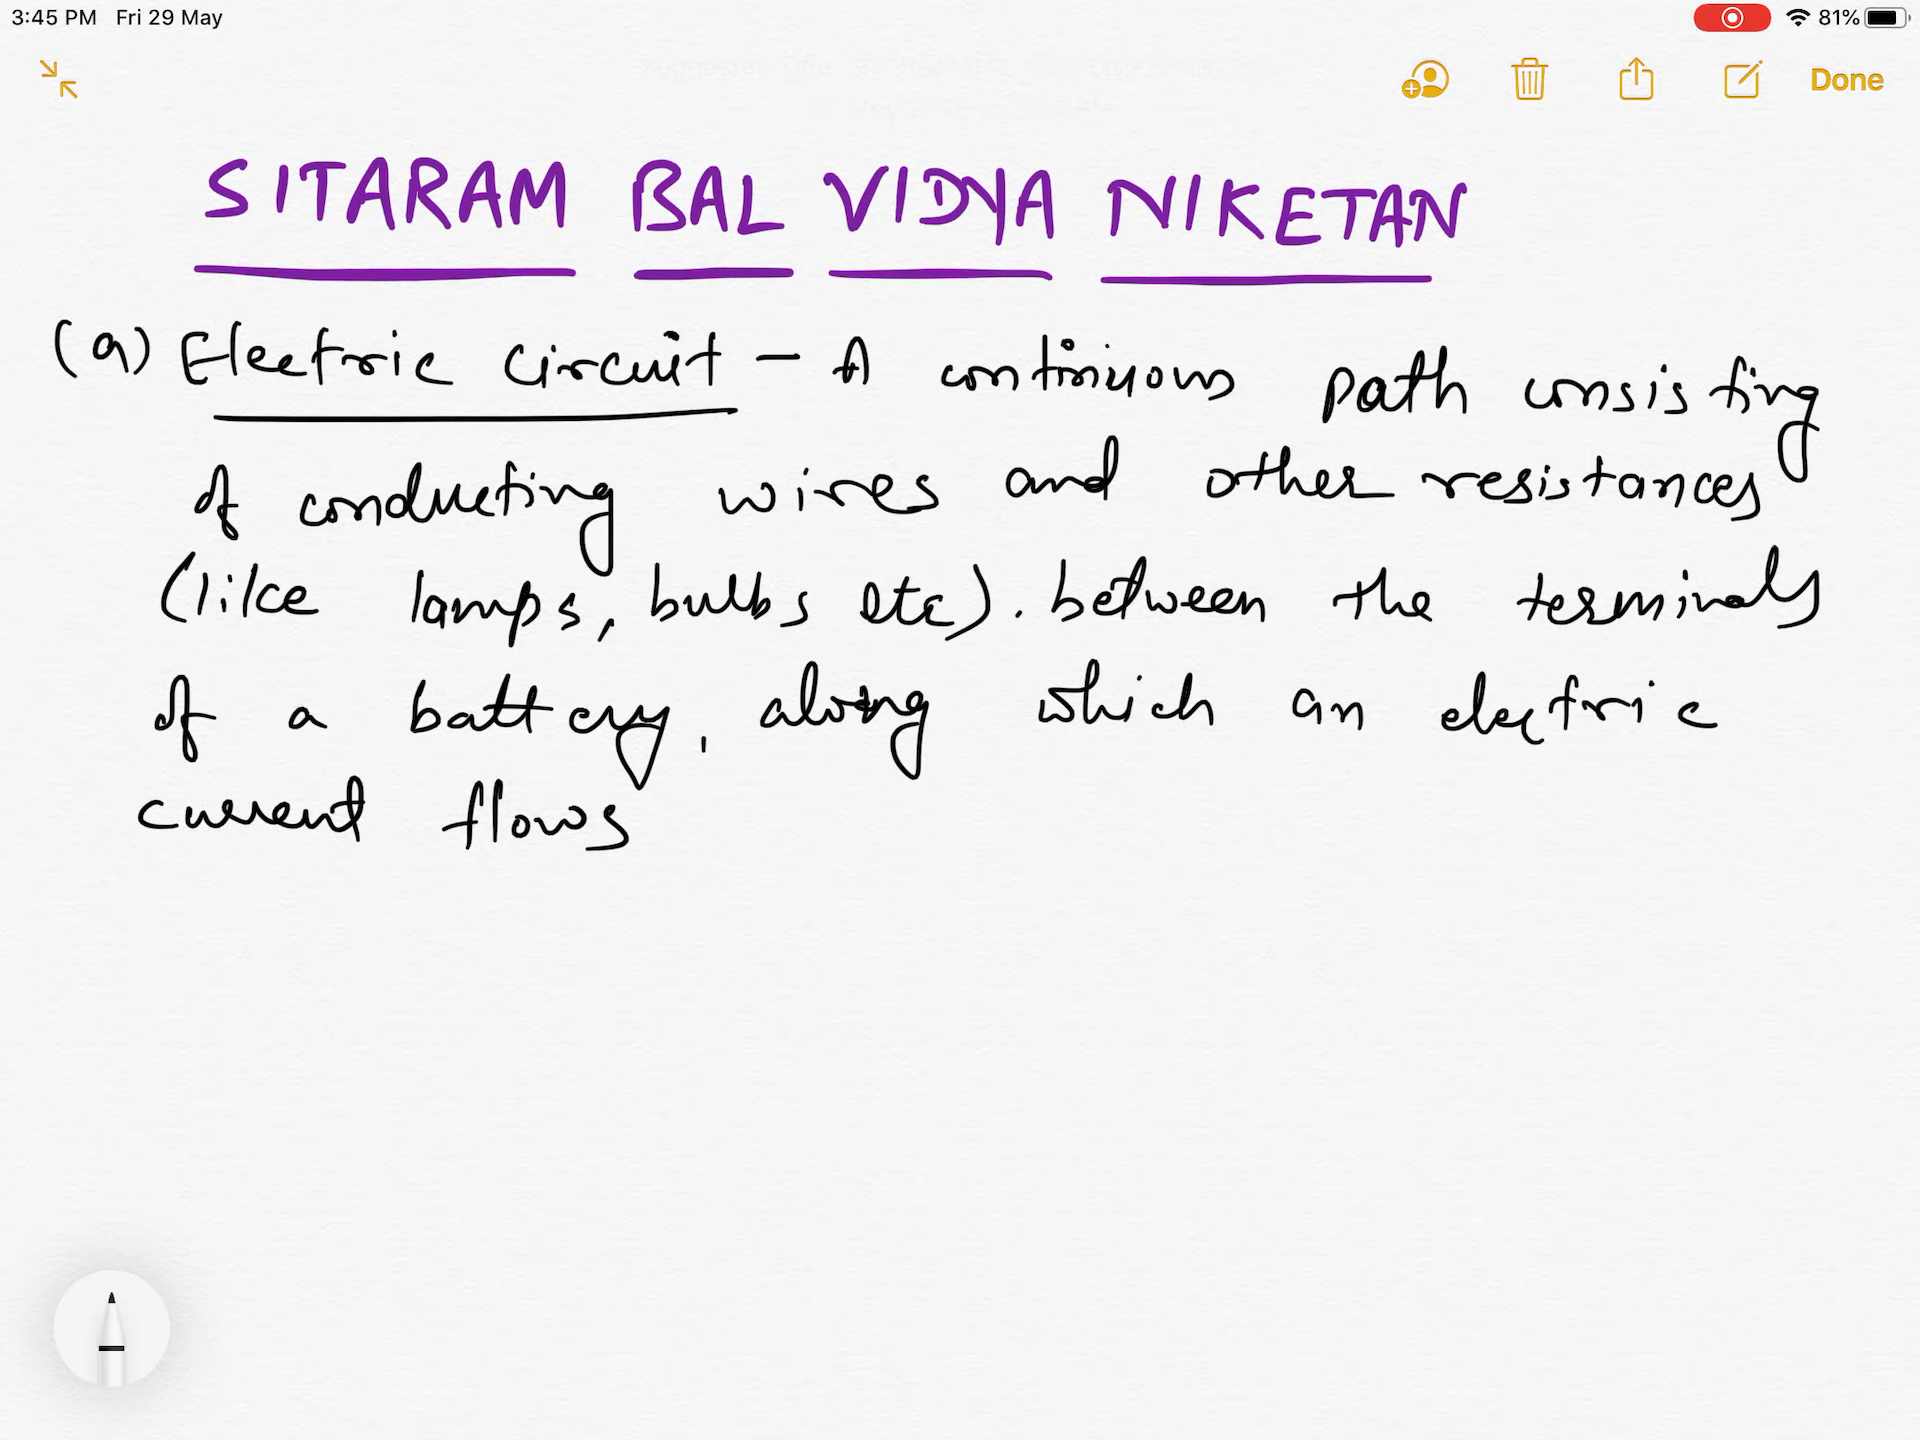 3:45 PM Fri 29 May 81%
Done
SITARAM BAL VIDYA NIKETAN
(a) Electric Circuit - A continuous path consisting
of conducting wires and other resistances
(like lamps, bulbs etc). between the terminals
of a battery, along which an electric
current flows